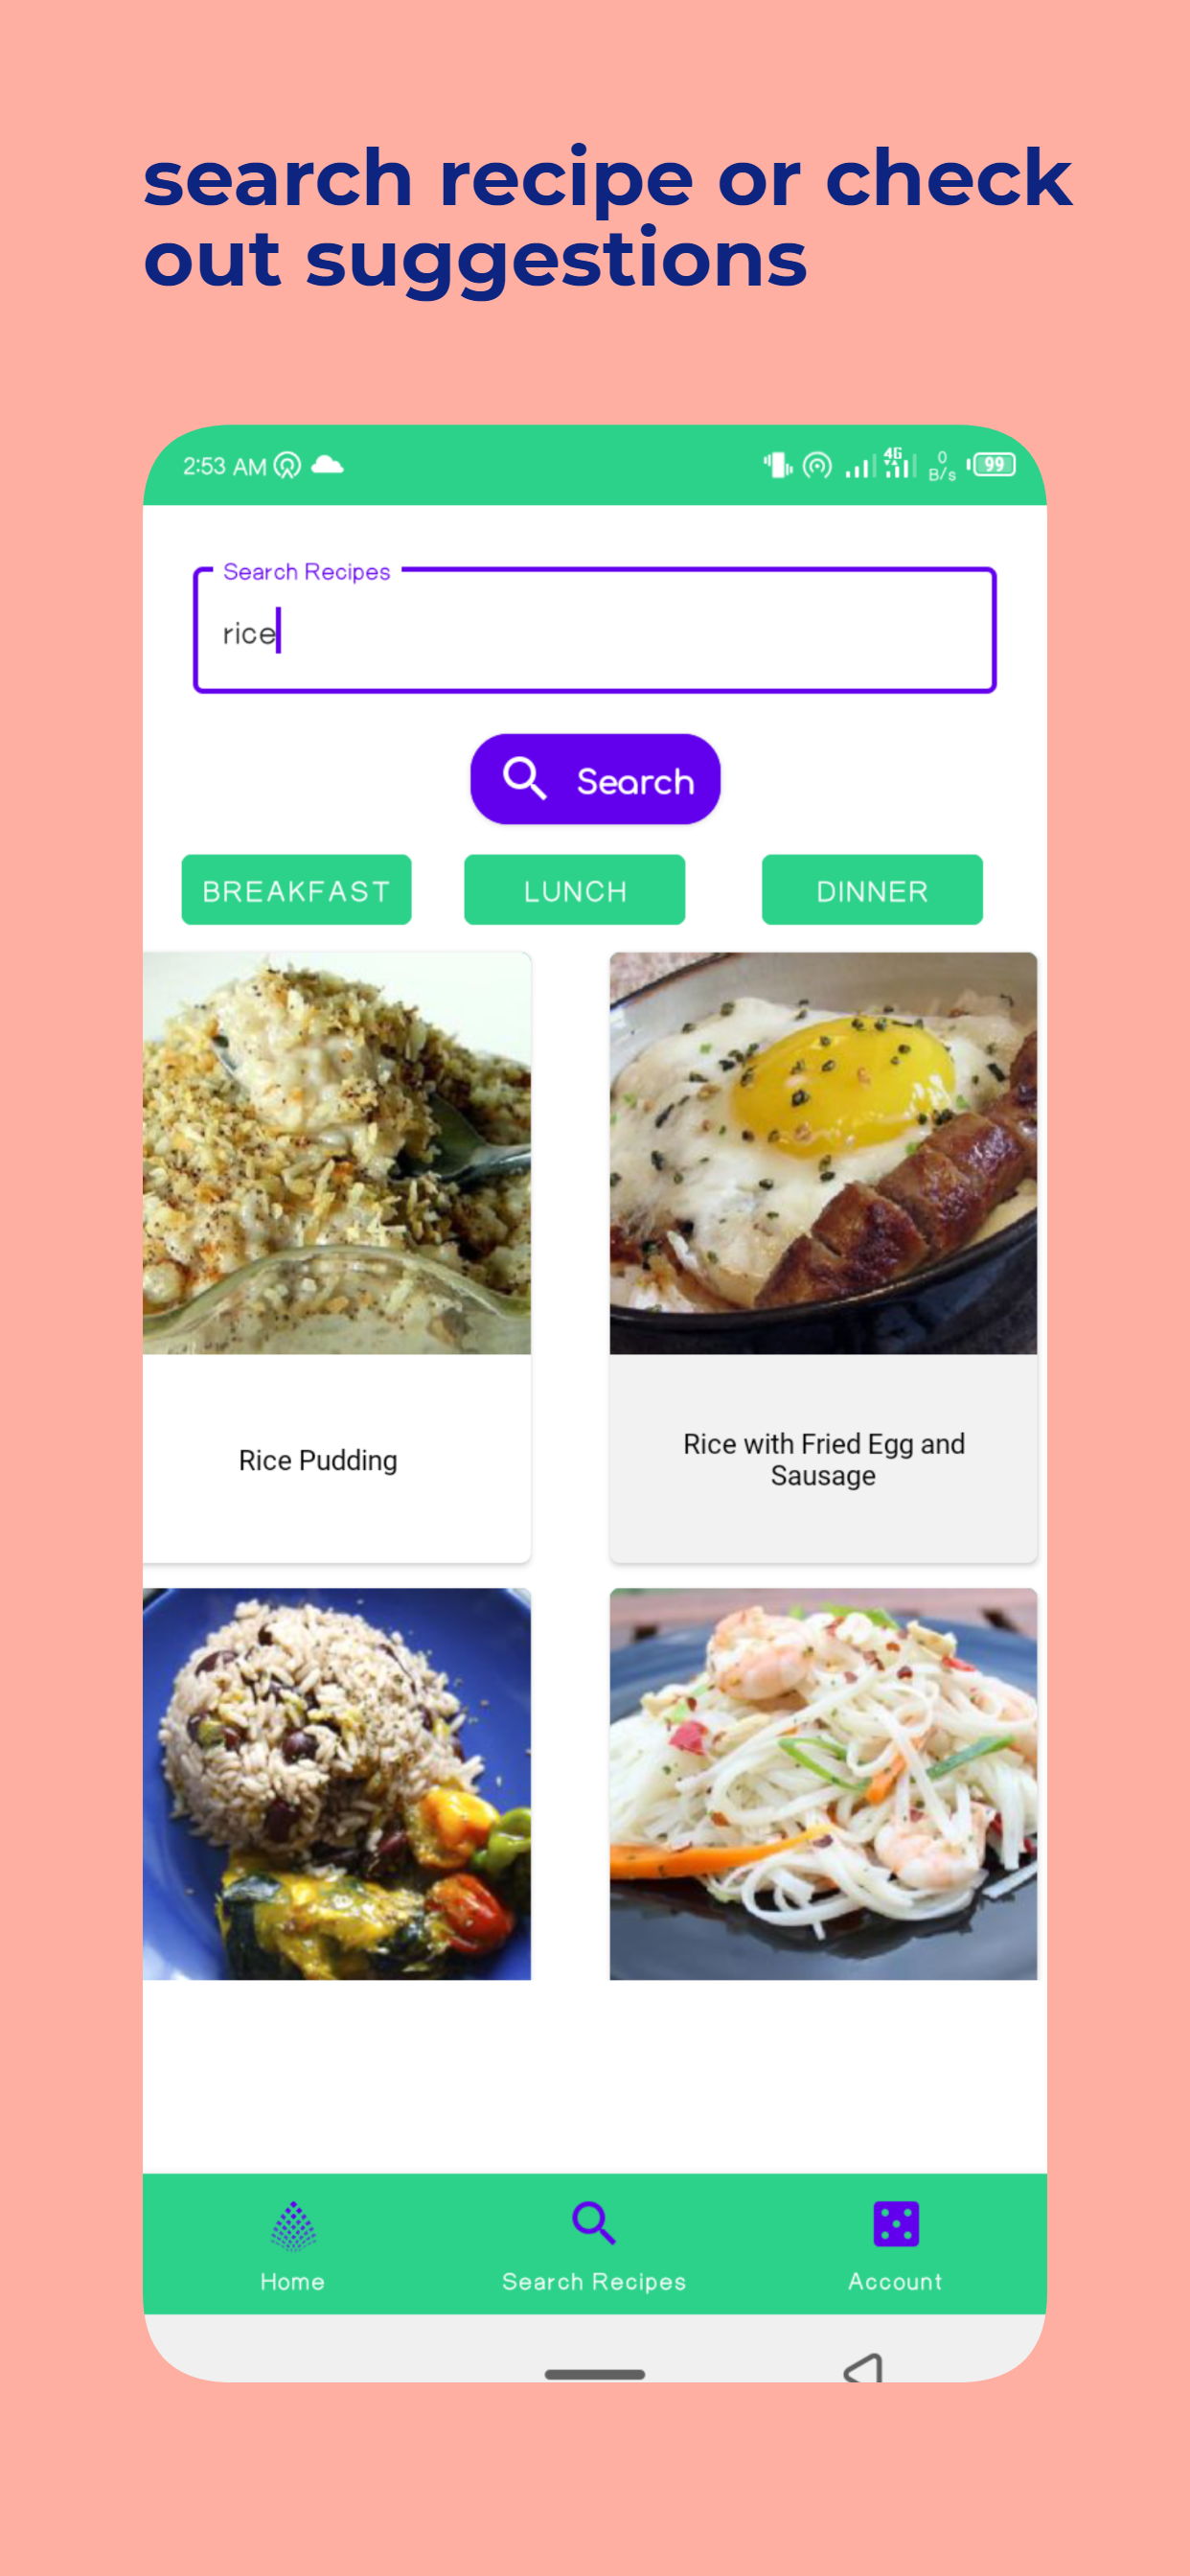 search recipe or check
out suggestions
2:53 AM
4G
0
B/s
99
Search Recipes
rice
Search
BREAKFAST
LUNCH
DINNER
Rice Pudding
Rice with Fried Egg and
Sausage
Home
Search Recipes
Account